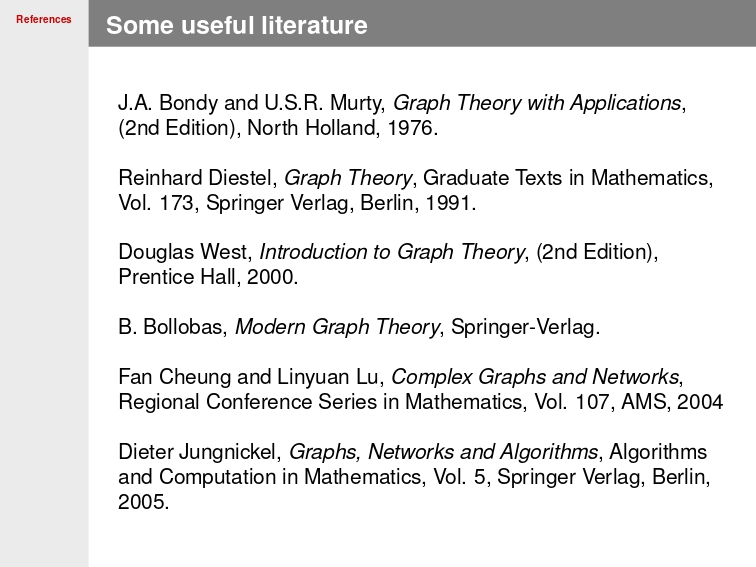 References
Some useful literature
J.A. Bondy and U.S.R. Murty, Graph Theory with Applications,
(2nd Edition), North Holland, 1976.
Reinhard Diestel, Graph Theory, Graduate Texts in Mathematics,
Vol. 173, Springer Verlag, Berlin, 1991.
Douglas West, Introduction to Graph Theory, (2nd Edition),
Prentice Hall, 2000.
B. Bollobas, Modern Graph Theory, Springer-Verlag.
Fan Cheung and Linyuan Lu, Complex Graphs and Networks,
Regional Conference Series in Mathematics, Vol. 107, AMS, 2004
Dieter Jungnickel, Graphs, Networks and Algorithms, Algorithms
and Computation in Mathematics, Vol. 5, Springer Verlag, Berlin,
2005.